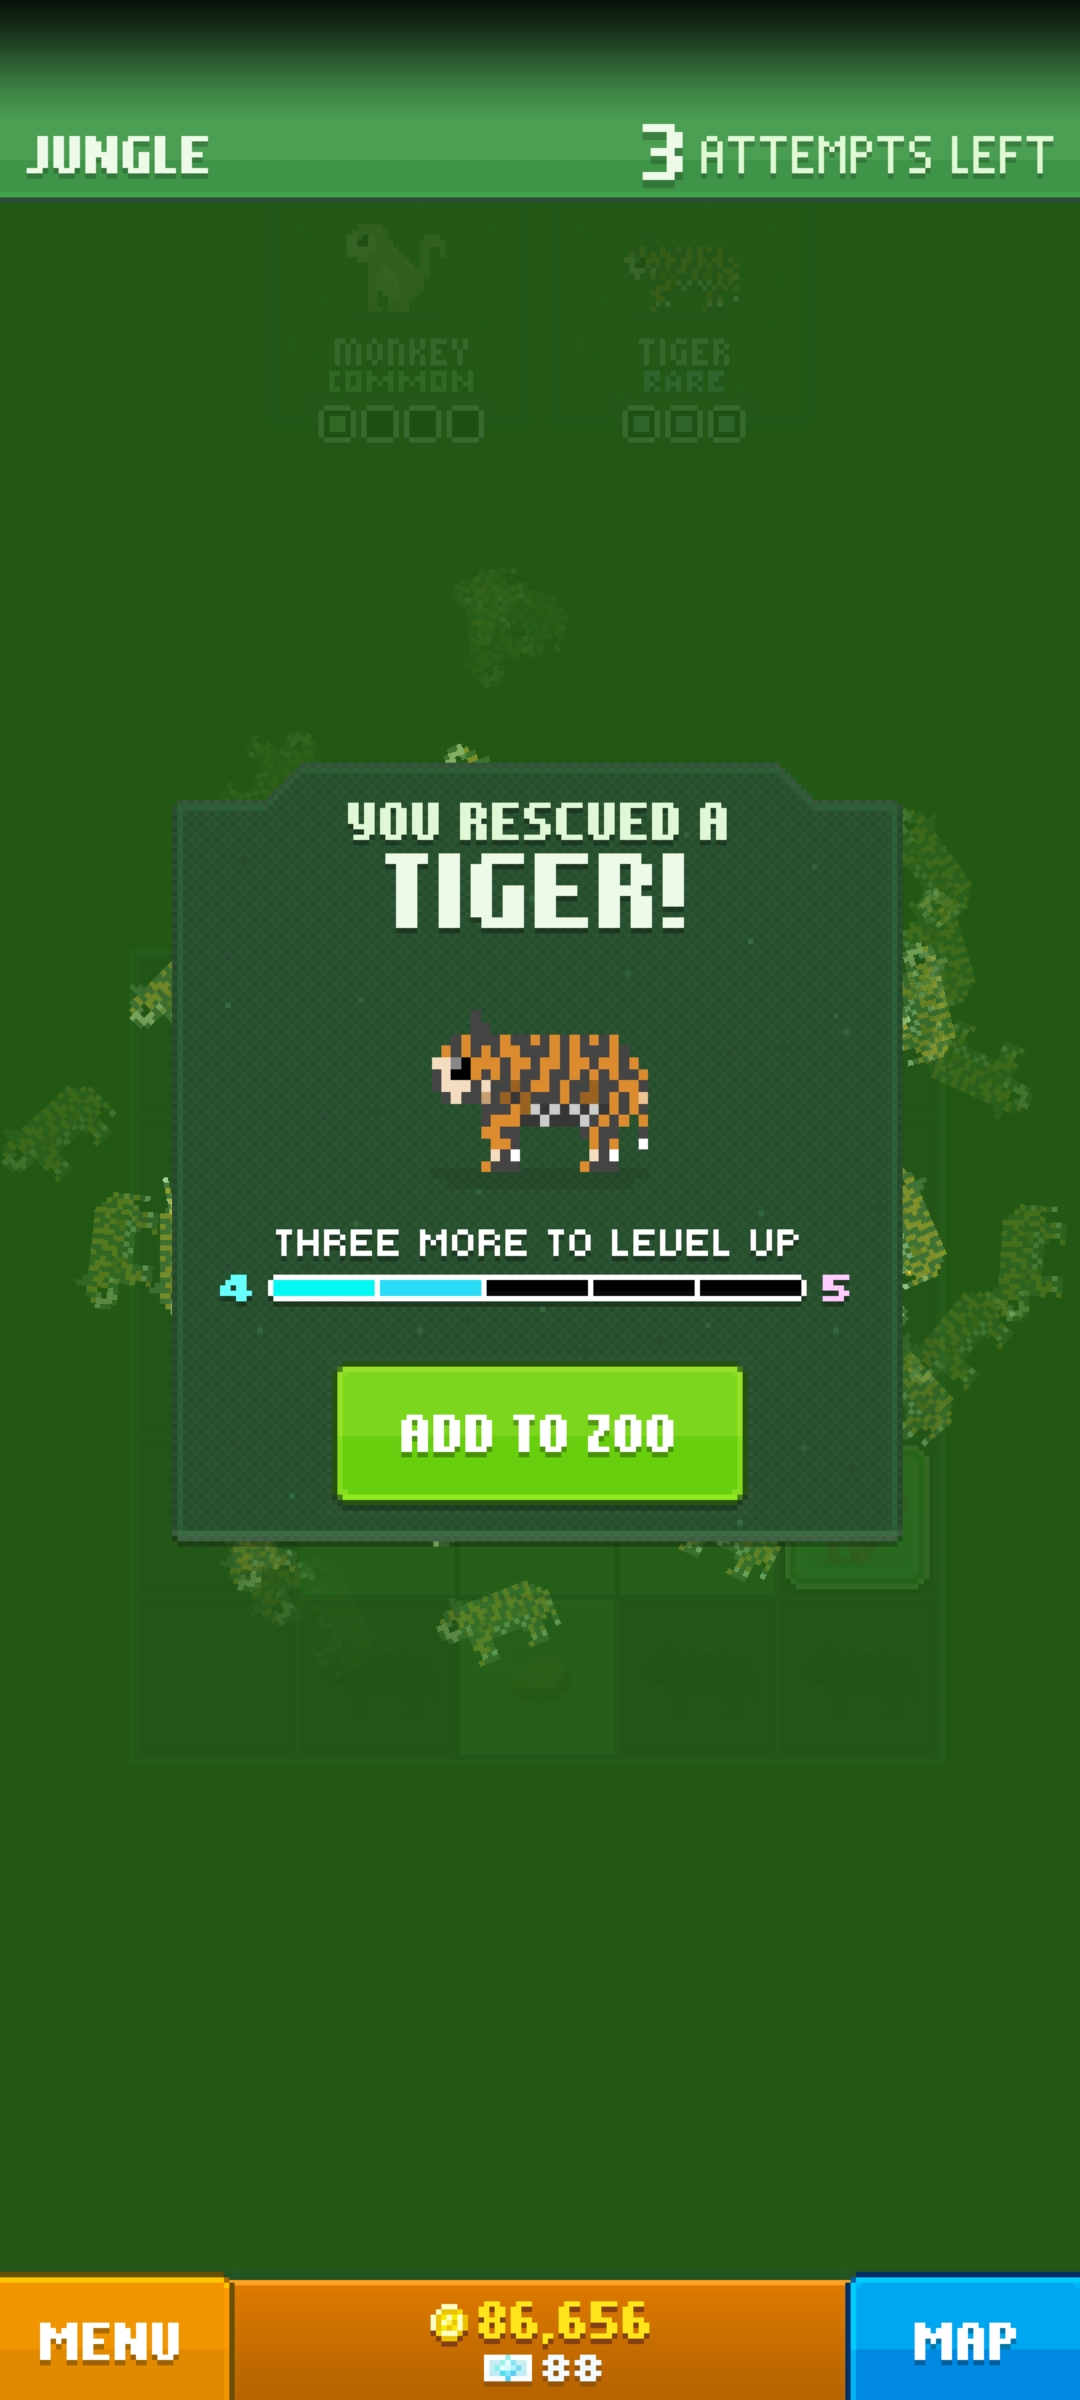 JUNGLE
3 ATTEMPTS LEFT
MONKEY
COMMON
TIGER
RARE
YOU RESCUED A
TIGER!
THREE MORE TO LEVEL UP
4
5
ADD TO ZOO
MENU
86,656
88
MAP